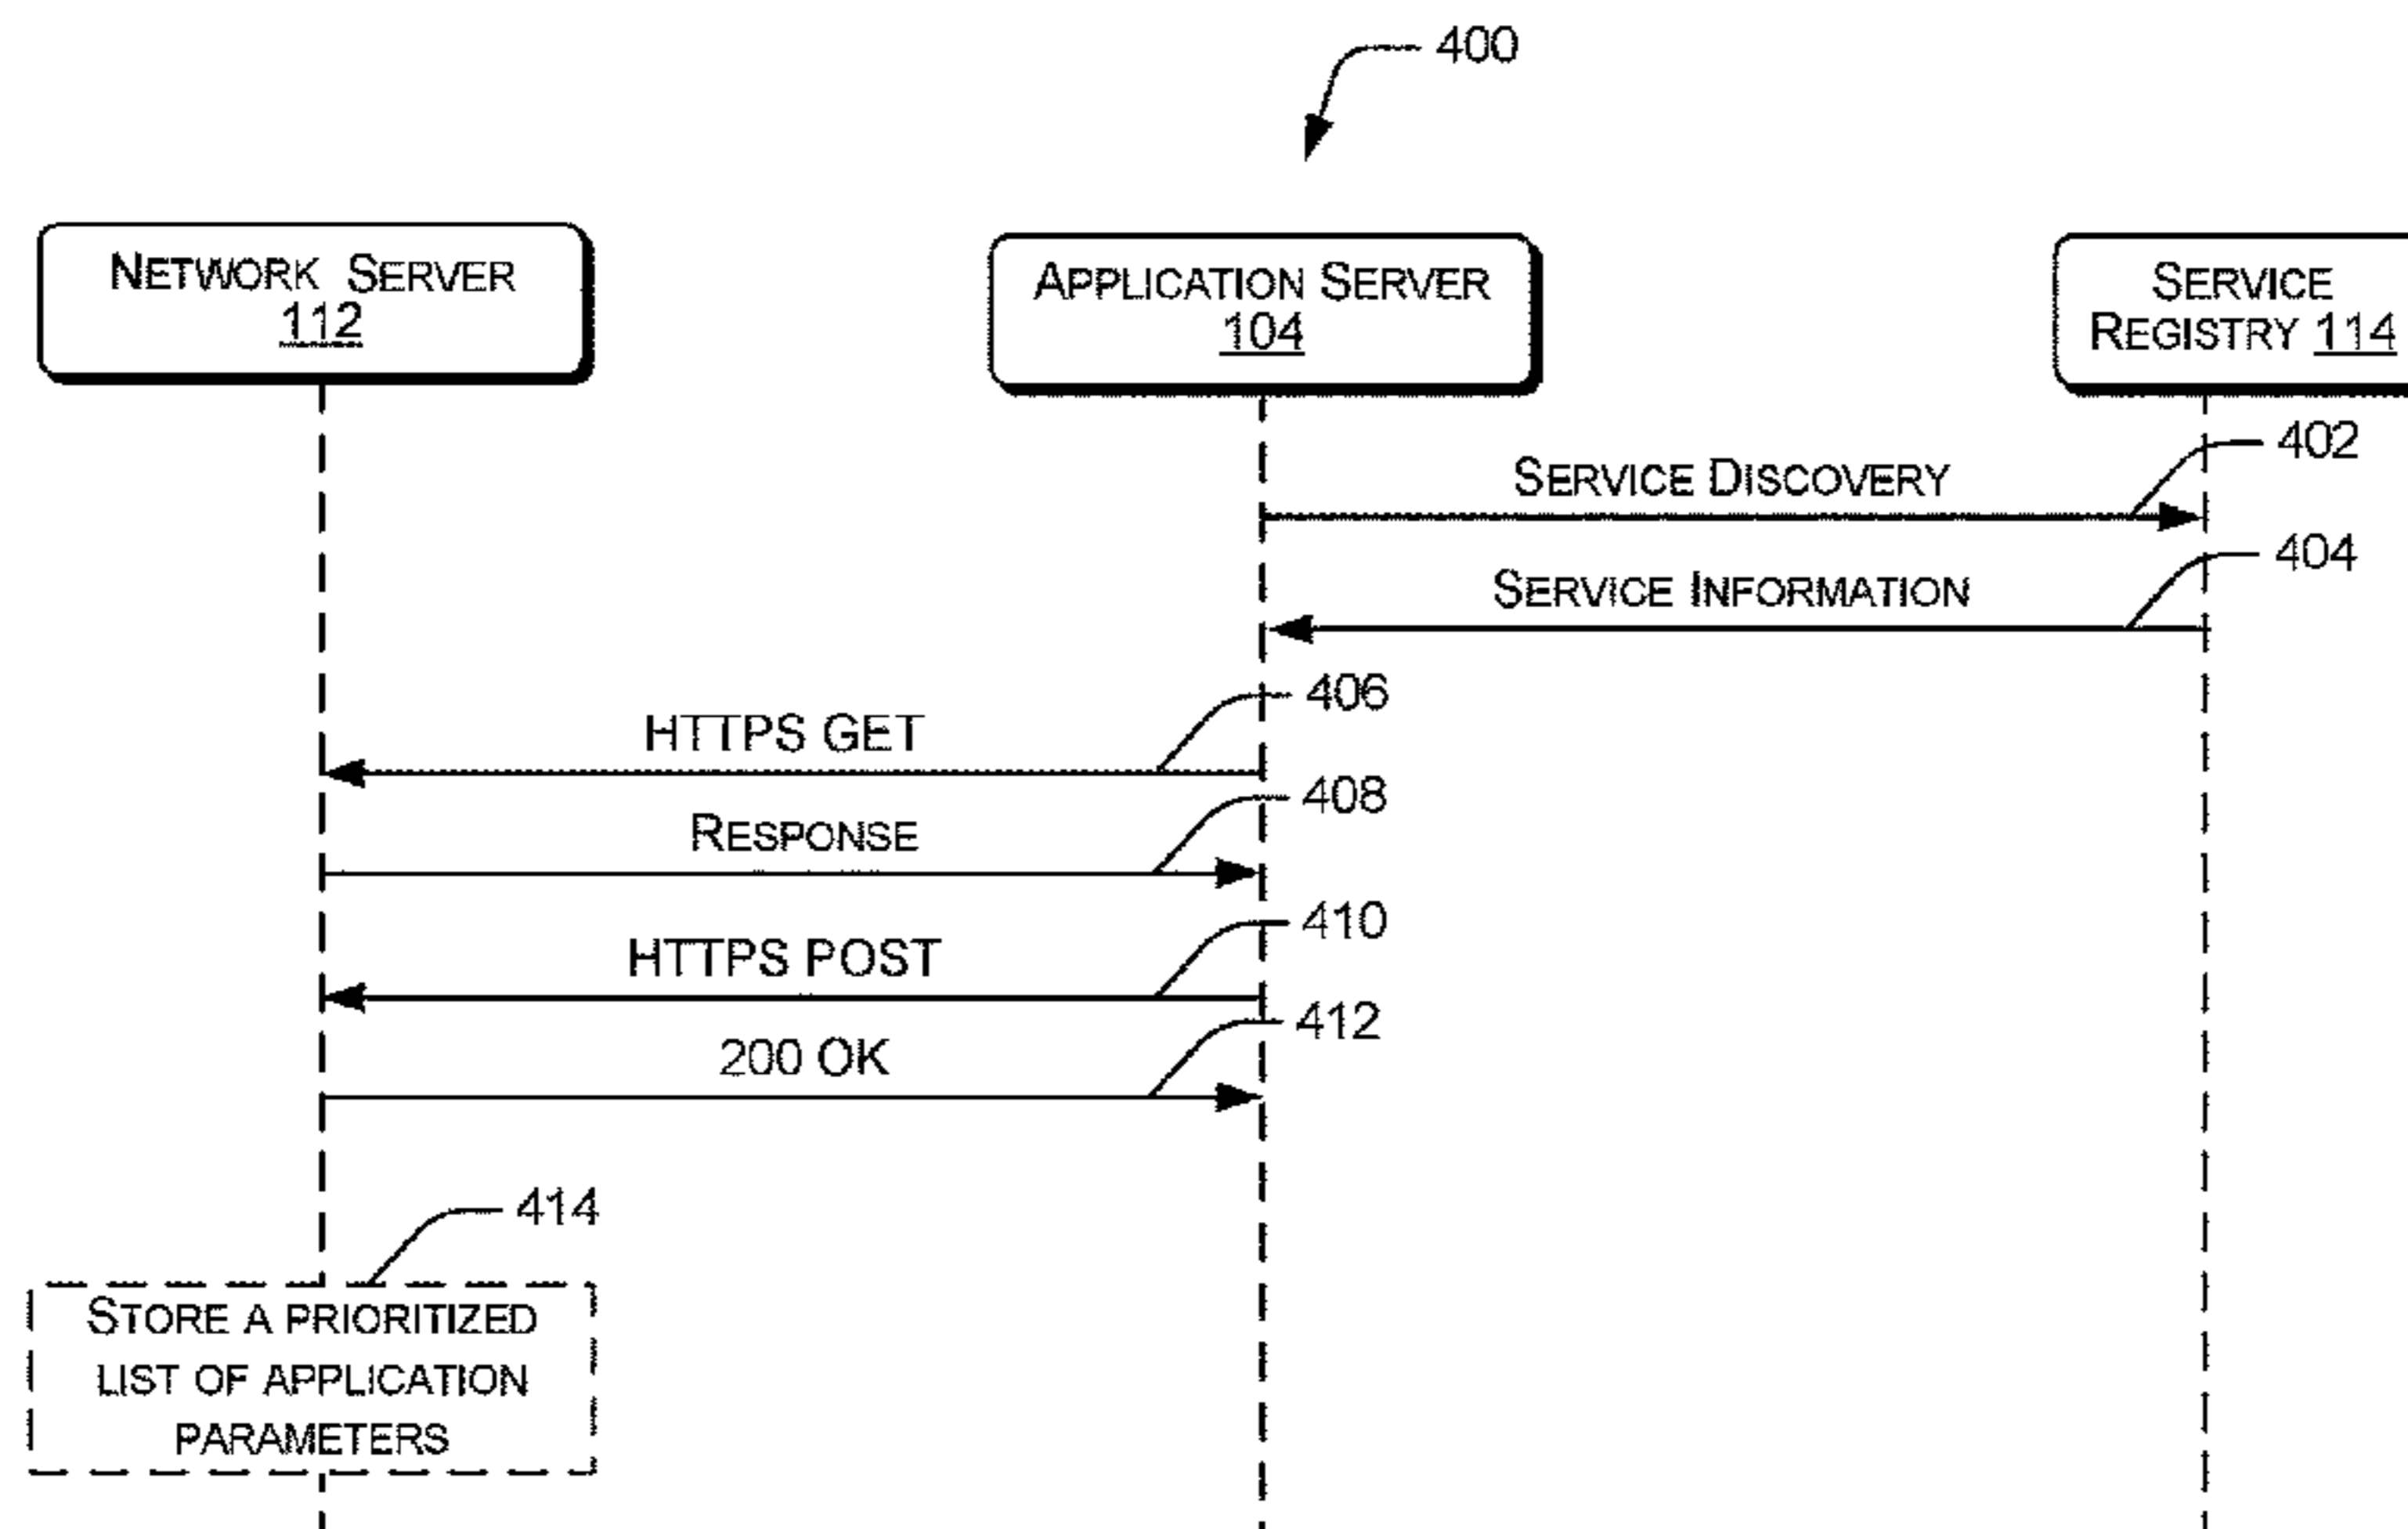 400
NETWORK SERVER
112
APPLICATION SERVER
104
SERVICE
REGISTRY 114
402
SERVICE DISCOVERY
404
SERVICE INFORMATION
406
HTTPS GET
408
RESPONSE
410
HTTPS POST
412
200 OK
414
STORE A PRIORITIZED
LIST OF APPLICATION
PARAMETERS